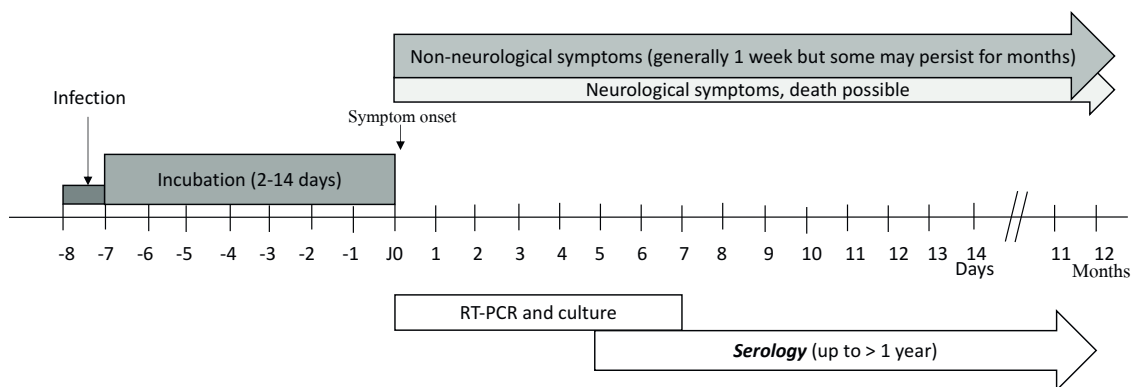 Non-neurological symptoms (generally 1 week but some may persist for months)
Neurological symptoms, death possible
Infection
Symptom onset
Incubation (2-14 days)
-8 -7 -6 -5 -4 -3 -2 -1 J0 1 2 3 4 5 6 7 8 9 10 11 12 13 14 11 12
Days Months
RT-PCR and culture
Serology (up to > 1 year)